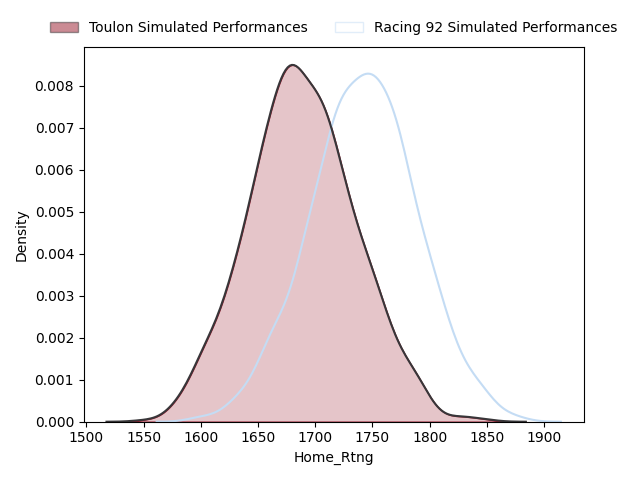 Toulon Simulated Performances Racing 92 Simulated Performances
0.008
0.007
0.006
0.005
0.004
0.003
0.002
0.001
0.000
Density
1500 1550 1600 1650 1700 1750 1800 1850 1900
Home_Rtng